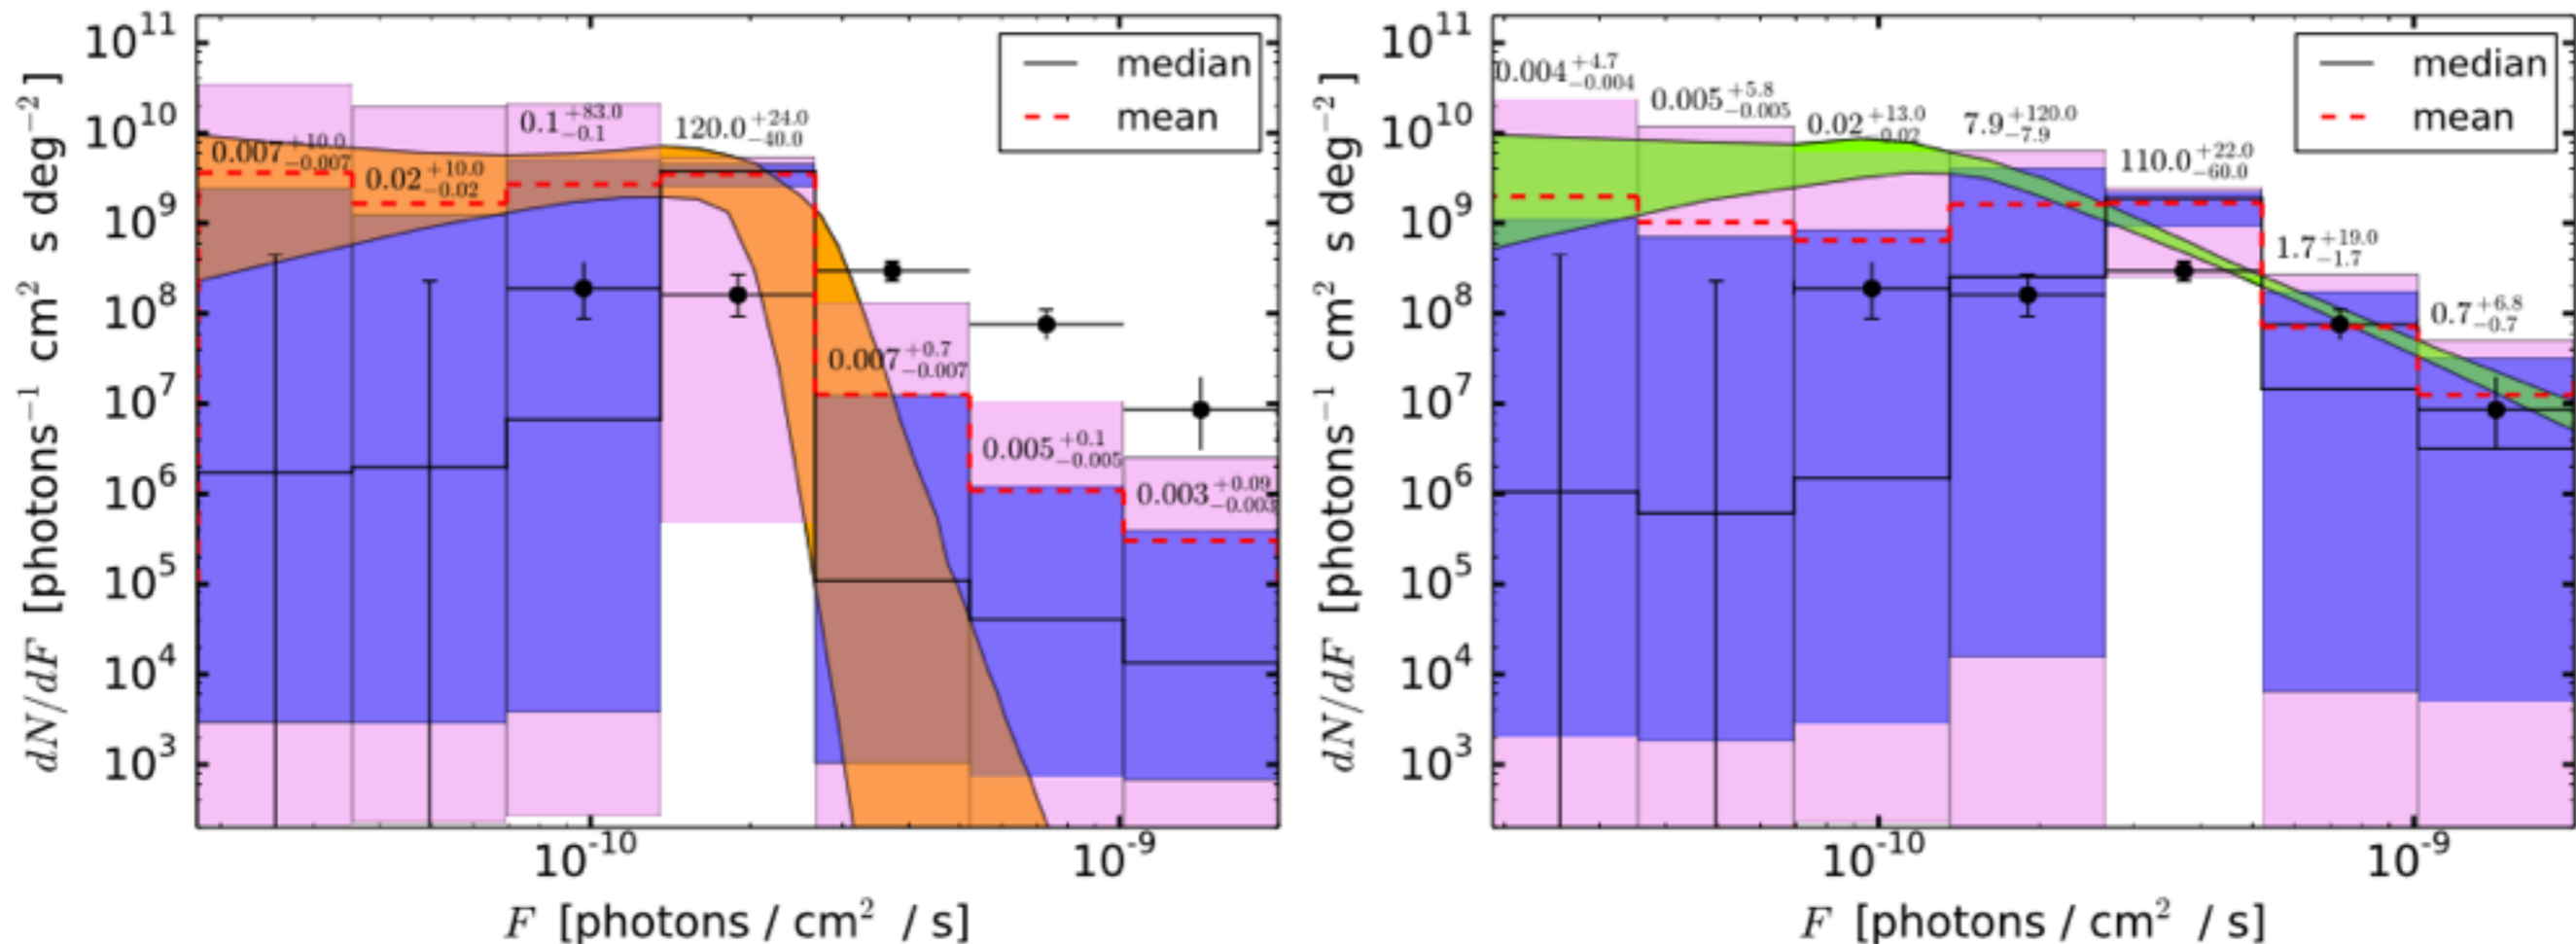 10^11
10^10
10^9
10^8
10^7
10^6
10^5
10^4
10^3
dN/dF [photons^−1 cm^2 s deg^−2]
median
mean
0.007 +10.0 −0.007
0.02 +10.0 −0.02
0.1 +83.0 −0.1
120.0 +24.0 −40.0
0.007 +0.7 −0.007
0.005 +0.1 −0.005
0.003 +0.09 −0.003
10^-10
10^-9
F [photons / cm^2 / s]
10^11
10^10
10^9
10^8
10^7
10^6
10^5
10^4
10^3
dN/dF [photons^−1 cm^2 s deg^−2]
median
mean
0.004 +4.7 −0.004
0.005 +5.8 −0.005
0.02 +13.0 −0.02
7.9 +120.0 −7.9
110.0 +22.0 −60.0
1.7 +19.0 −1.7
0.7 +6.8 −0.7
10^-10
10^-9
F [photons / cm^2 / s]